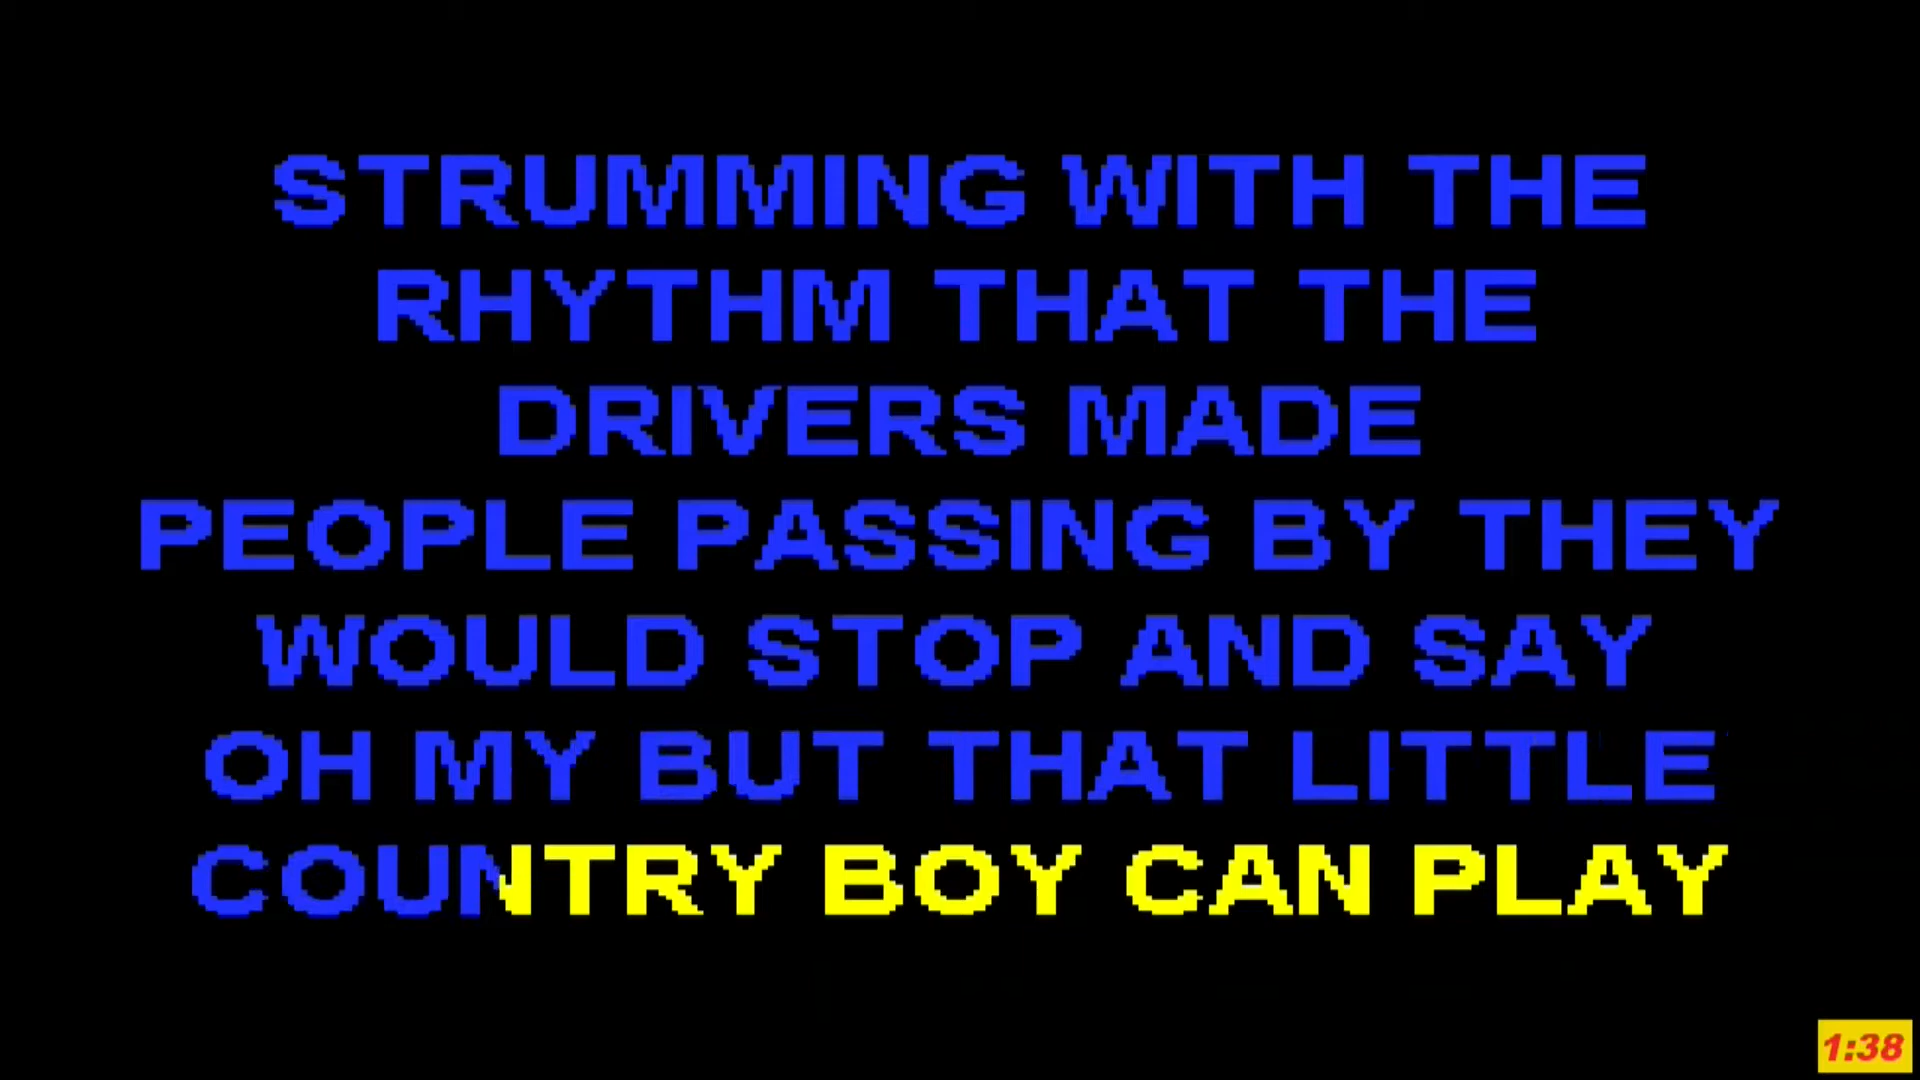 STRUMMING WITH THE
RHYTHM THAT THE
DRIVERS MADE
PEOPLE PASSING BY THEY
WOULD STOP AND SAY
OH MY BUT THAT LITTLE
COUNTRY BOY CAN PLAY
1:38